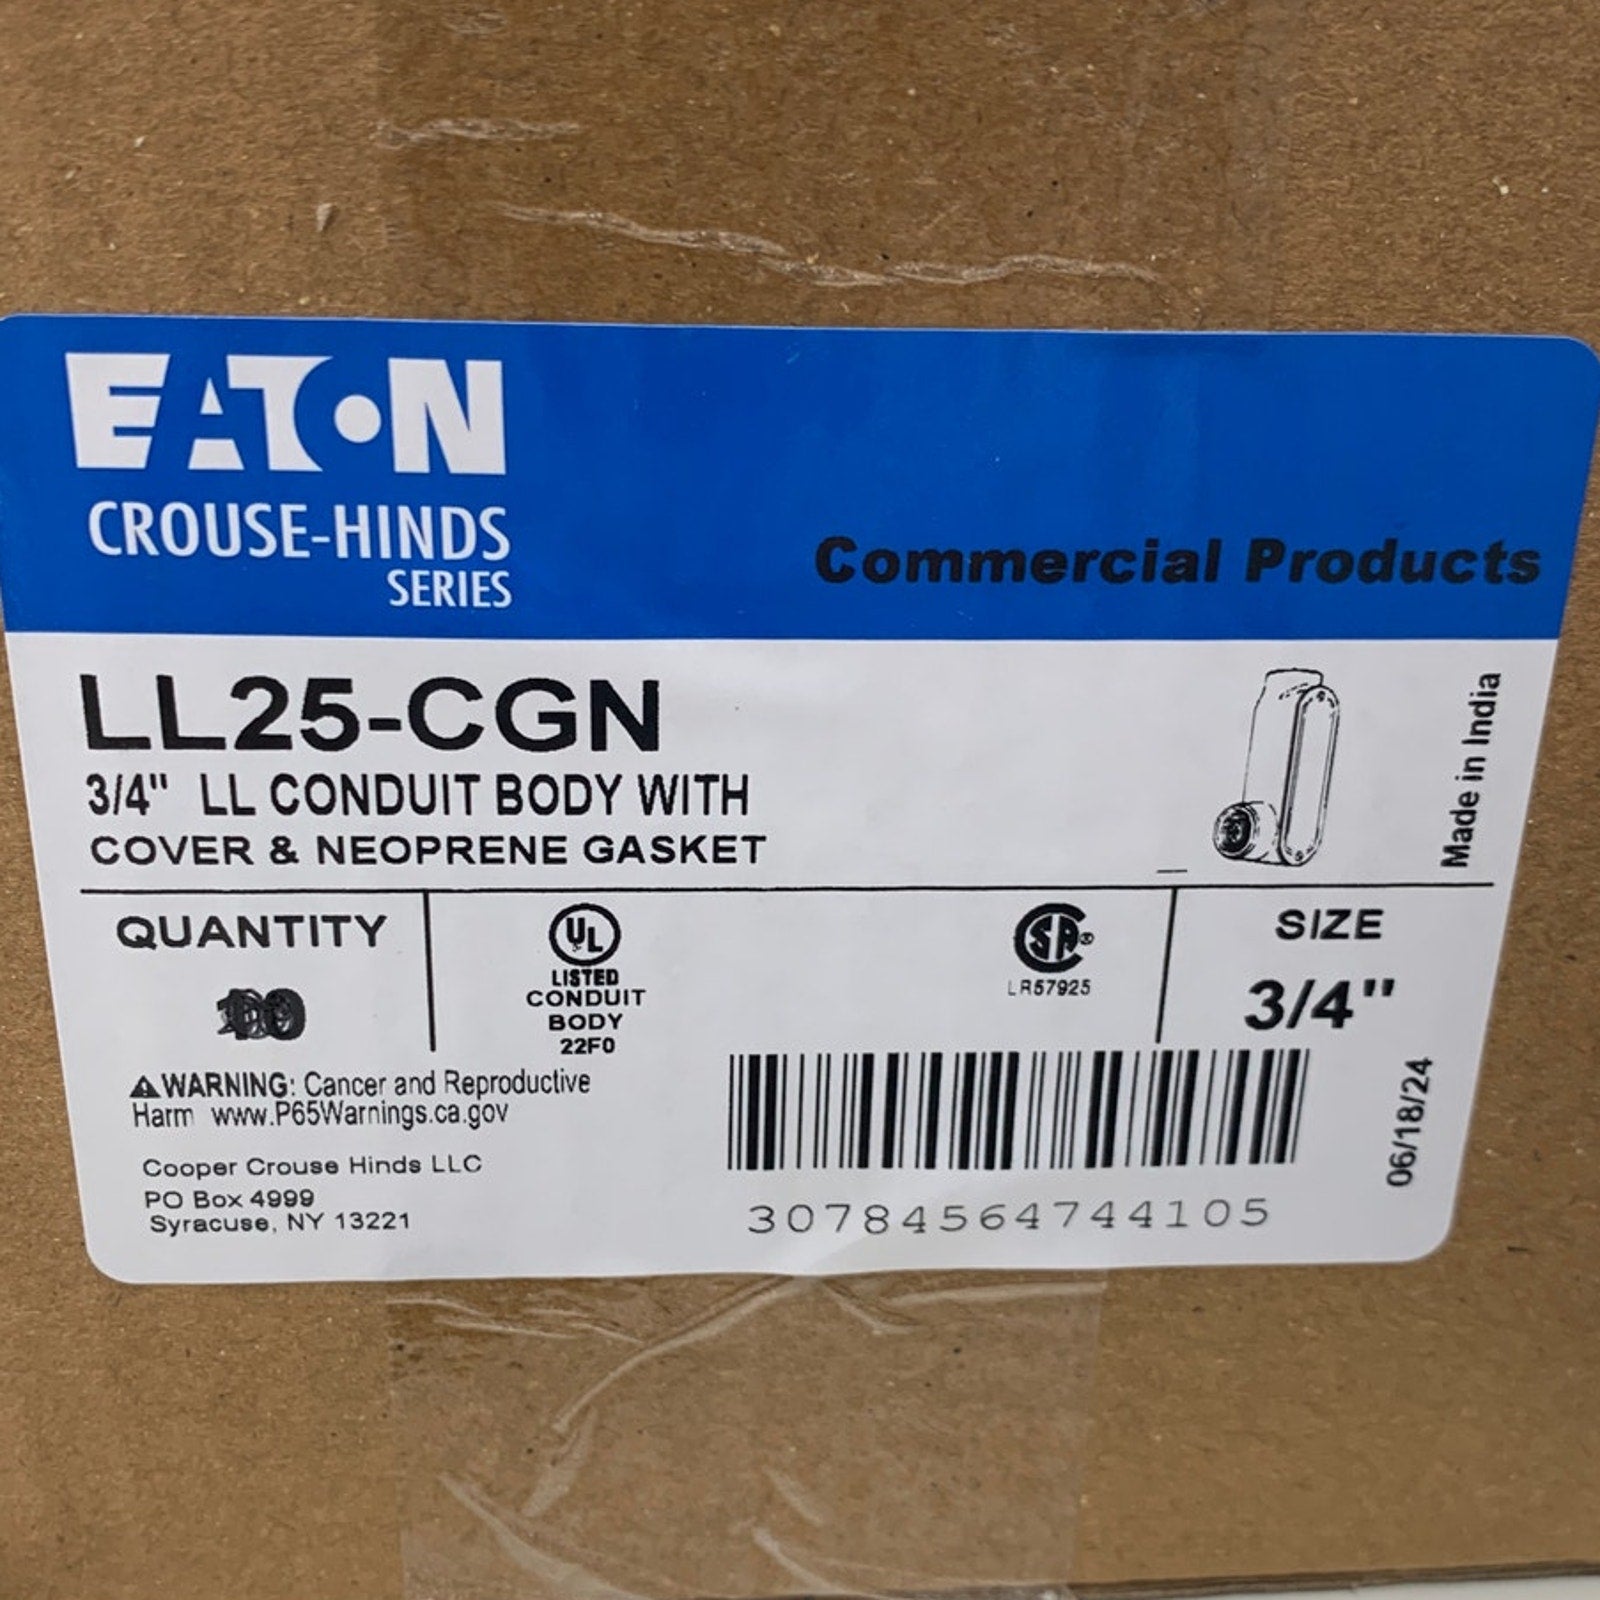 EATON
CROUSE-HINDS
SERIES
Commercial Products
LL25-CGN
3/4" LL CONDUIT BODY WITH
COVER & NEOPRENE GASKET
Made in India
QUANTITY
UL
LISTED
CONDUIT
BODY
22F0
SA®
LR57925
SIZE
3/4"
⚠WARNING: Cancer and Reproductive
Harm www.P65Warnings.ca.gov
Cooper Crouse Hinds LLC
PO Box 4999
Syracuse, NY 13221
30784564744105
06/18/24